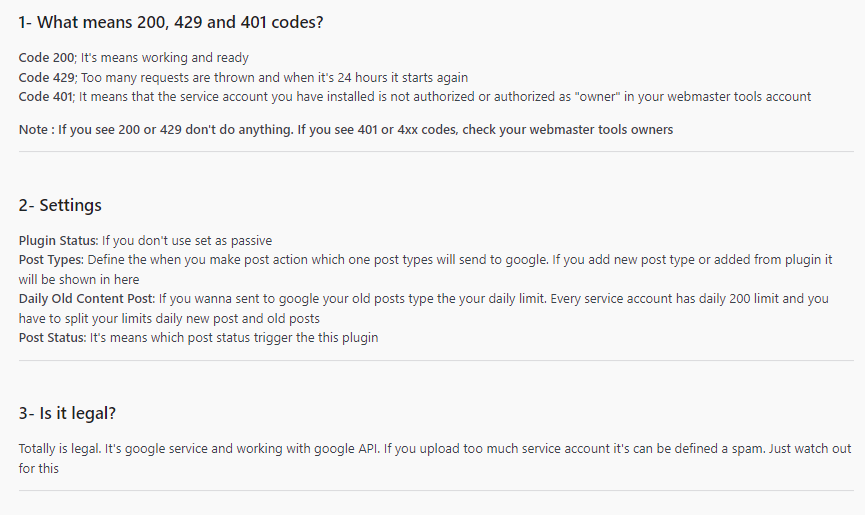 1- What means 200, 429 and 401 codes?
Code 200; It's means working and ready
Code 429; Too many requests are thrown and when it's 24 hours it starts again
Code 401; It means that the service account you have installed is not authorized or authorized as "owner" in your webmaster tools account
Note : If you see 200 or 429 don't do anything. If you see 401 or 4xx codes, check your webmaster tools owners
2- Settings
Plugin Status: If you don't use set as passive
Post Types: Define the when you make post action which one post types will send to google. If you add new post type or added from plugin it
will be shown in here
Daily Old Content Post: If you wanna sent to google your old posts type the your daily limit. Every service account has daily 200 limit and you
have to split your limits daily new post and old posts
Post Status: It's means which post status trigger the this plugin
3- Is it legal?
Totally is legal. It's google service and working with google API. If you upload too much service account it's can be defined a spam. Just watch out
for this